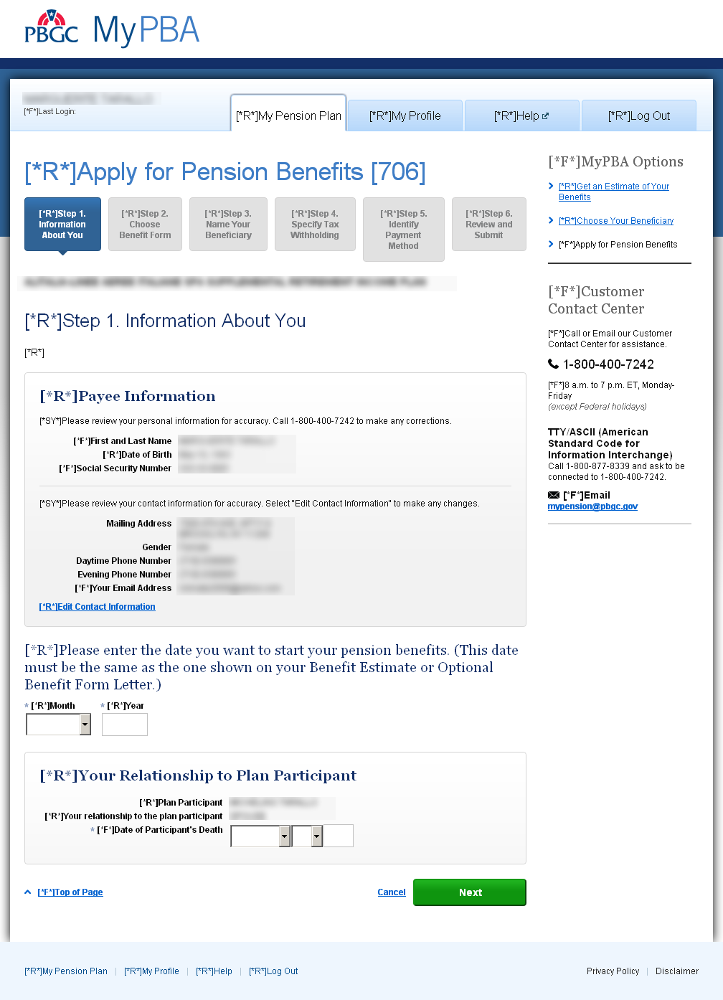 PBGC MyPBA
[*F*]Last Login:
[*R*]My Pension Plan
[*R*]My Profile
[*R*]Help
[*R*]Log Out
[*R*]Apply for Pension Benefits [706]
[*R*]Step 1.
Information
About You
[*R*]Step 2.
Choose
Benefit Form
[*R*]Step 3.
Name Your
Beneficiary
[*R*]Step 4.
Specify Tax
Withholding
[*R*]Step 5.
Identify
Payment
Method
[*R*]Step 6.
Review and
Submit
[*R*]Step 1. Information About You
[*R*]
[*R*]Payee Information
[*SY*]Please review your personal information for accuracy. Call 1-800-400-7242 to make any corrections.
[*F*]First and Last Name
[*R*]Date of Birth
[*F*]Social Security Number
[*SY*]Please review your contact information for accuracy. Select "Edit Contact Information" to make any changes.
Mailing Address
Gender
Daytime Phone Number
Evening Phone Number
[*F*]Your Email Address
[*R*]Edit Contact Information
[*R*]Please enter the date you want to start your pension benefits. (This date
must be the same as the one shown on your Benefit Estimate or Optional
Benefit Form Letter.)
* [*R*]Month
* [*R*]Year
[*R*]Your Relationship to Plan Participant
[*R*]Plan Participant
[*R*]Your relationship to the plan participant
* [*F*]Date of Participant's Death
[*F*]Top of Page
Cancel
Next
[*F*]MyPBA Options
[*R*]Get an Estimate of Your
Benefits
[*R*]Choose Your Beneficiary
[*F*]Apply for Pension Benefits
[*F*]Customer
Contact Center
[*F*]Call or Email our Customer
Contact Center for assistance.
1-800-400-7242
[*F*]8 a.m. to 7 p.m. ET, Monday-
Friday
(except Federal holidays)
TTY/ASCII (American
Standard Code for
Information Interchange)
Call 1-800-877-8339 and ask to be
connected to 1-800-400-7242.
[*F*]Email
mypension@pbgc.gov
[*R*]My Pension Plan | [*R*]My Profile | [*R*]Help | [*R*]Log Out
Privacy Policy | Disclaimer